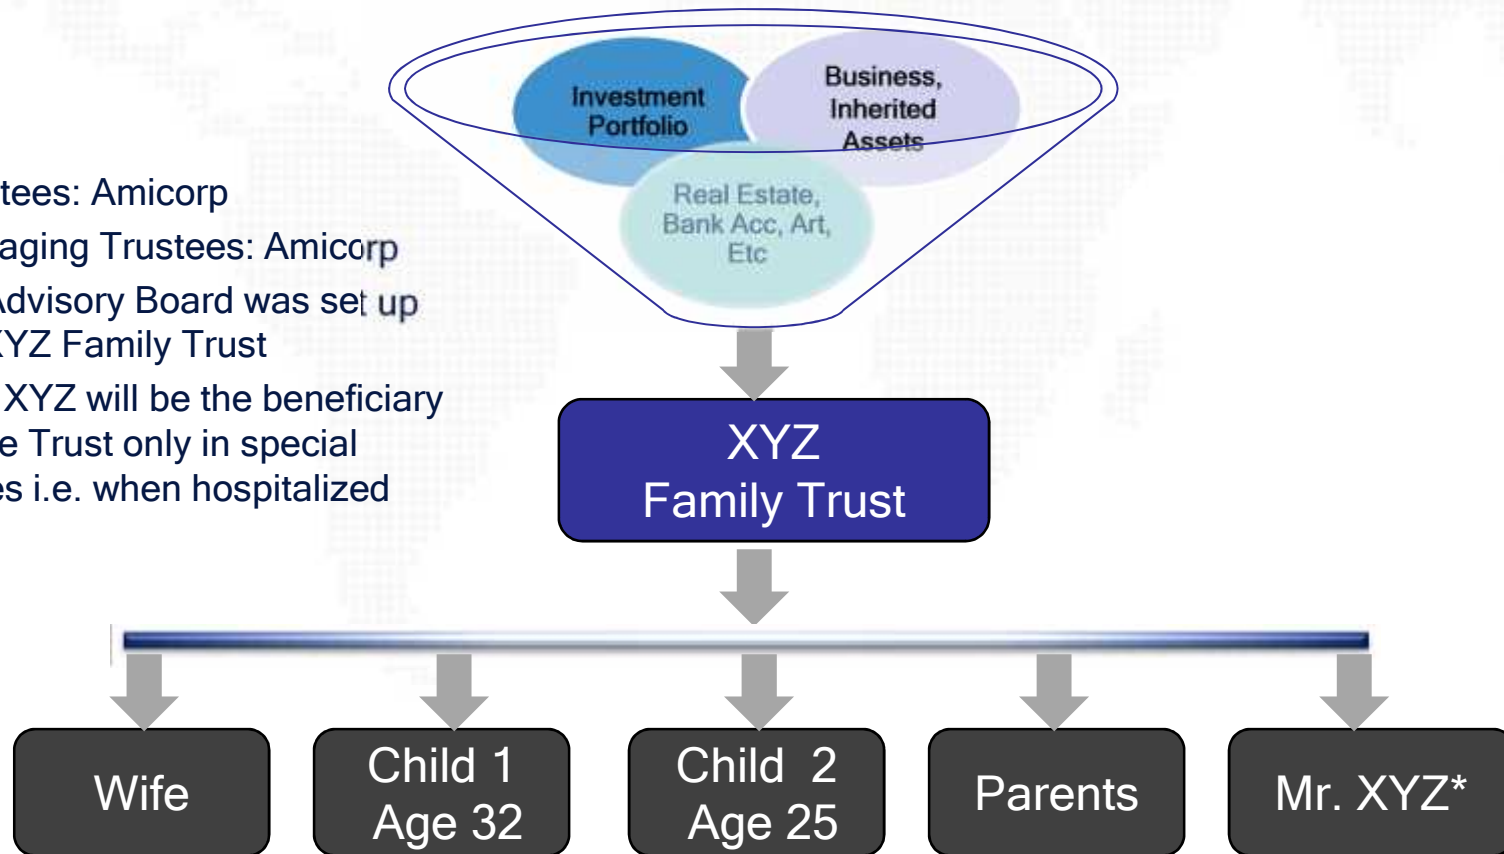 Investment
Portfolio
Business,
Inherited
Assets
Real Estate,
Bank Acc, Art,
Etc
tees: Amicorp
aging Trustees: Amicorp
Advisory Board was set up
XYZ Family Trust
XYZ will be the beneficiary
e Trust only in special
es i.e. when hospitalized
XYZ
Family Trust
Wife
Child 1
Age 32
Child 2
Age 25
Parents
Mr. XYZ*